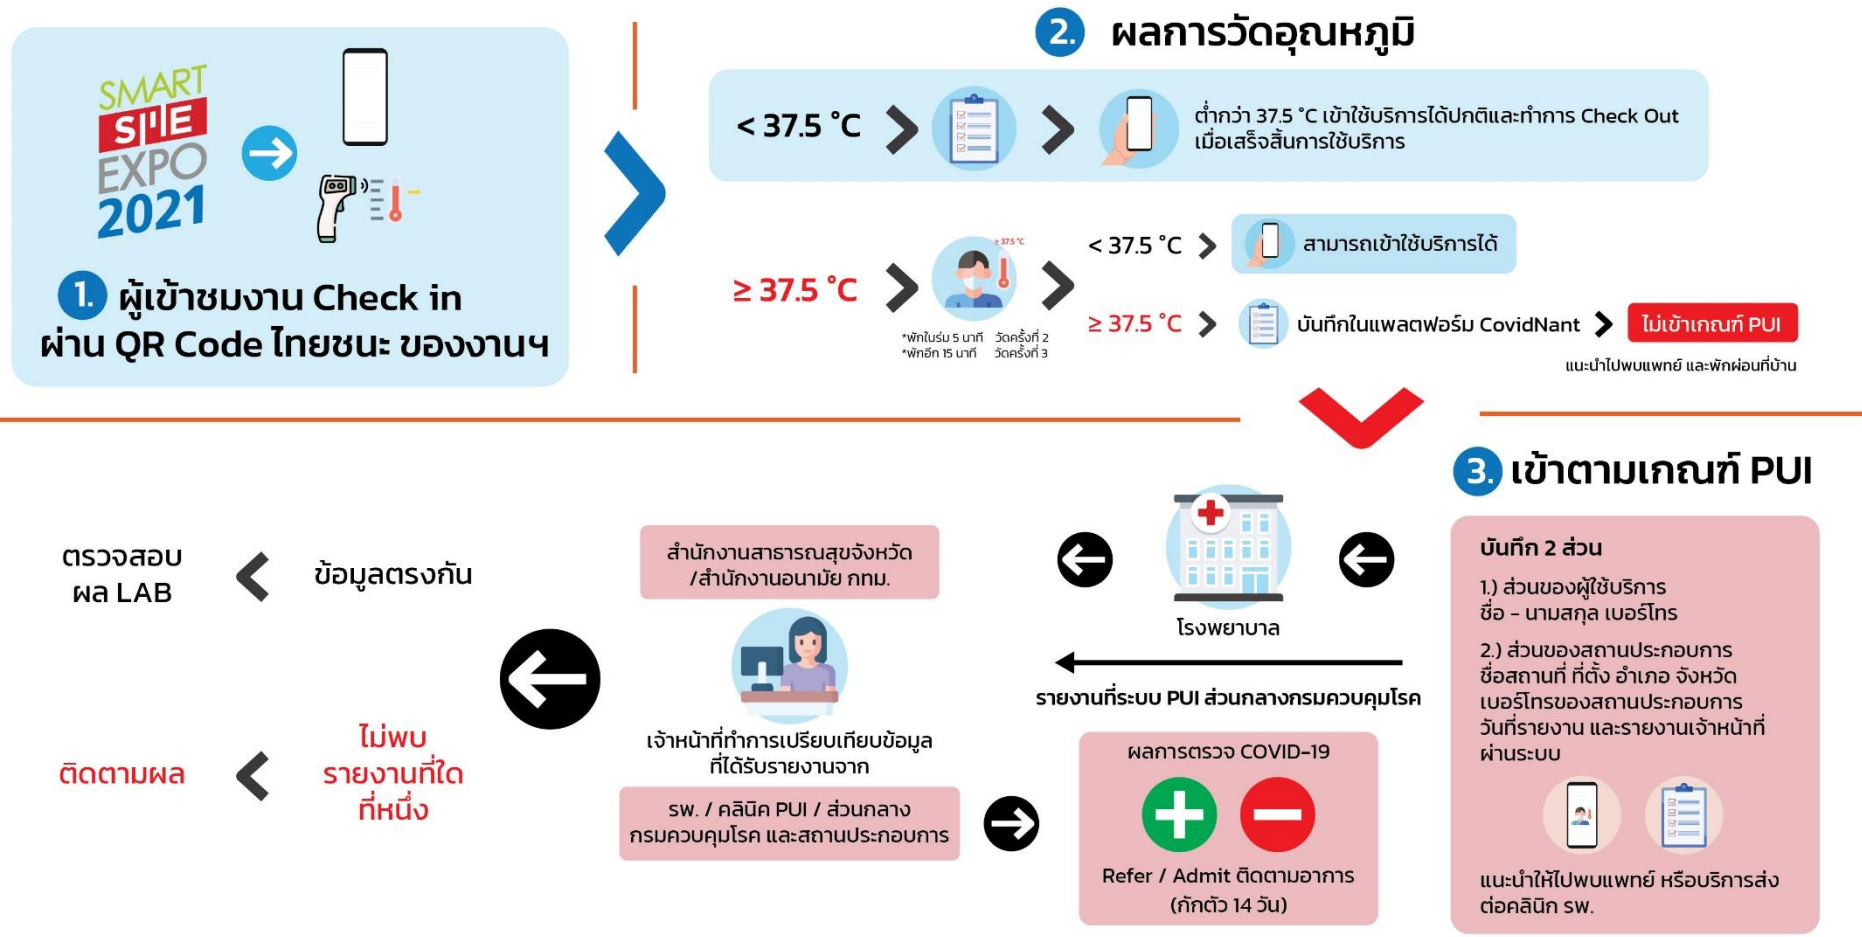 SMART
SME
EXPO
2021
1. ผู้เข้าชมงาน Check in
ผ่าน QR Code ไทยชนะ ของงานฯ
2. ผลการวัดอุณหภูมิ
< 37.5 °C
ต่ำกว่า 37.5 °C เข้าใช้บริการได้ปกติและทำการ Check Out
เมื่อเสร็จสิ้นการใช้บริการ
≥ 37.5 °C
≥ 37.5 °C
*พักในร่ม 5 นาที วัดครั้งที่ 2
*พักอีก 15 นาที วัดครั้งที่ 3
< 37.5 °C
สามารถเข้าใช้บริการได้
≥ 37.5 °C
บันทึกในแพลตฟอร์ม CovidNant
ไม่เข้าเกณฑ์ PUI
แนะนำไปพบแพทย์ และพักผ่อนที่บ้าน
3. เข้าตามเกณฑ์ PUI
บันทึก 2 ส่วน
1.) ส่วนของผู้ใช้บริการ
ชื่อ - นามสกุล เบอร์โทร
2.) ส่วนของสถานประกอบการ
ชื่อสถานที่ ที่ตั้ง อำเภอ จังหวัด
เบอร์โทรของสถานประกอบการ
วันที่รายงาน และรายงานเจ้าหน้าที่
ผ่านระบบ
แนะนำให้ไปพบแพทย์ หรือบริการส่ง
ต่อคลินิก รพ.
โรงพยาบาล
รายงานที่ระบบ PUI ส่วนกลางกรมควบคุมโรค
สำนักงานสาธารณสุขจังหวัด
/สำนักงานอนามัย กทม.
เจ้าหน้าที่ทำการเปรียบเทียบข้อมูล
ที่ได้รับรายงานจาก
รพ. / คลินิค PUI / ส่วนกลาง
กรมควบคุมโรค และสถานประกอบการ
ผลการตรวจ COVID-19
Refer / Admit ติดตามอาการ
(กักตัว 14 วัน)
ข้อมูลตรงกัน
ตรวจสอบ
ผล LAB
ไม่พบ
รายงานที่ใด
ที่หนึ่ง
ติดตามผล